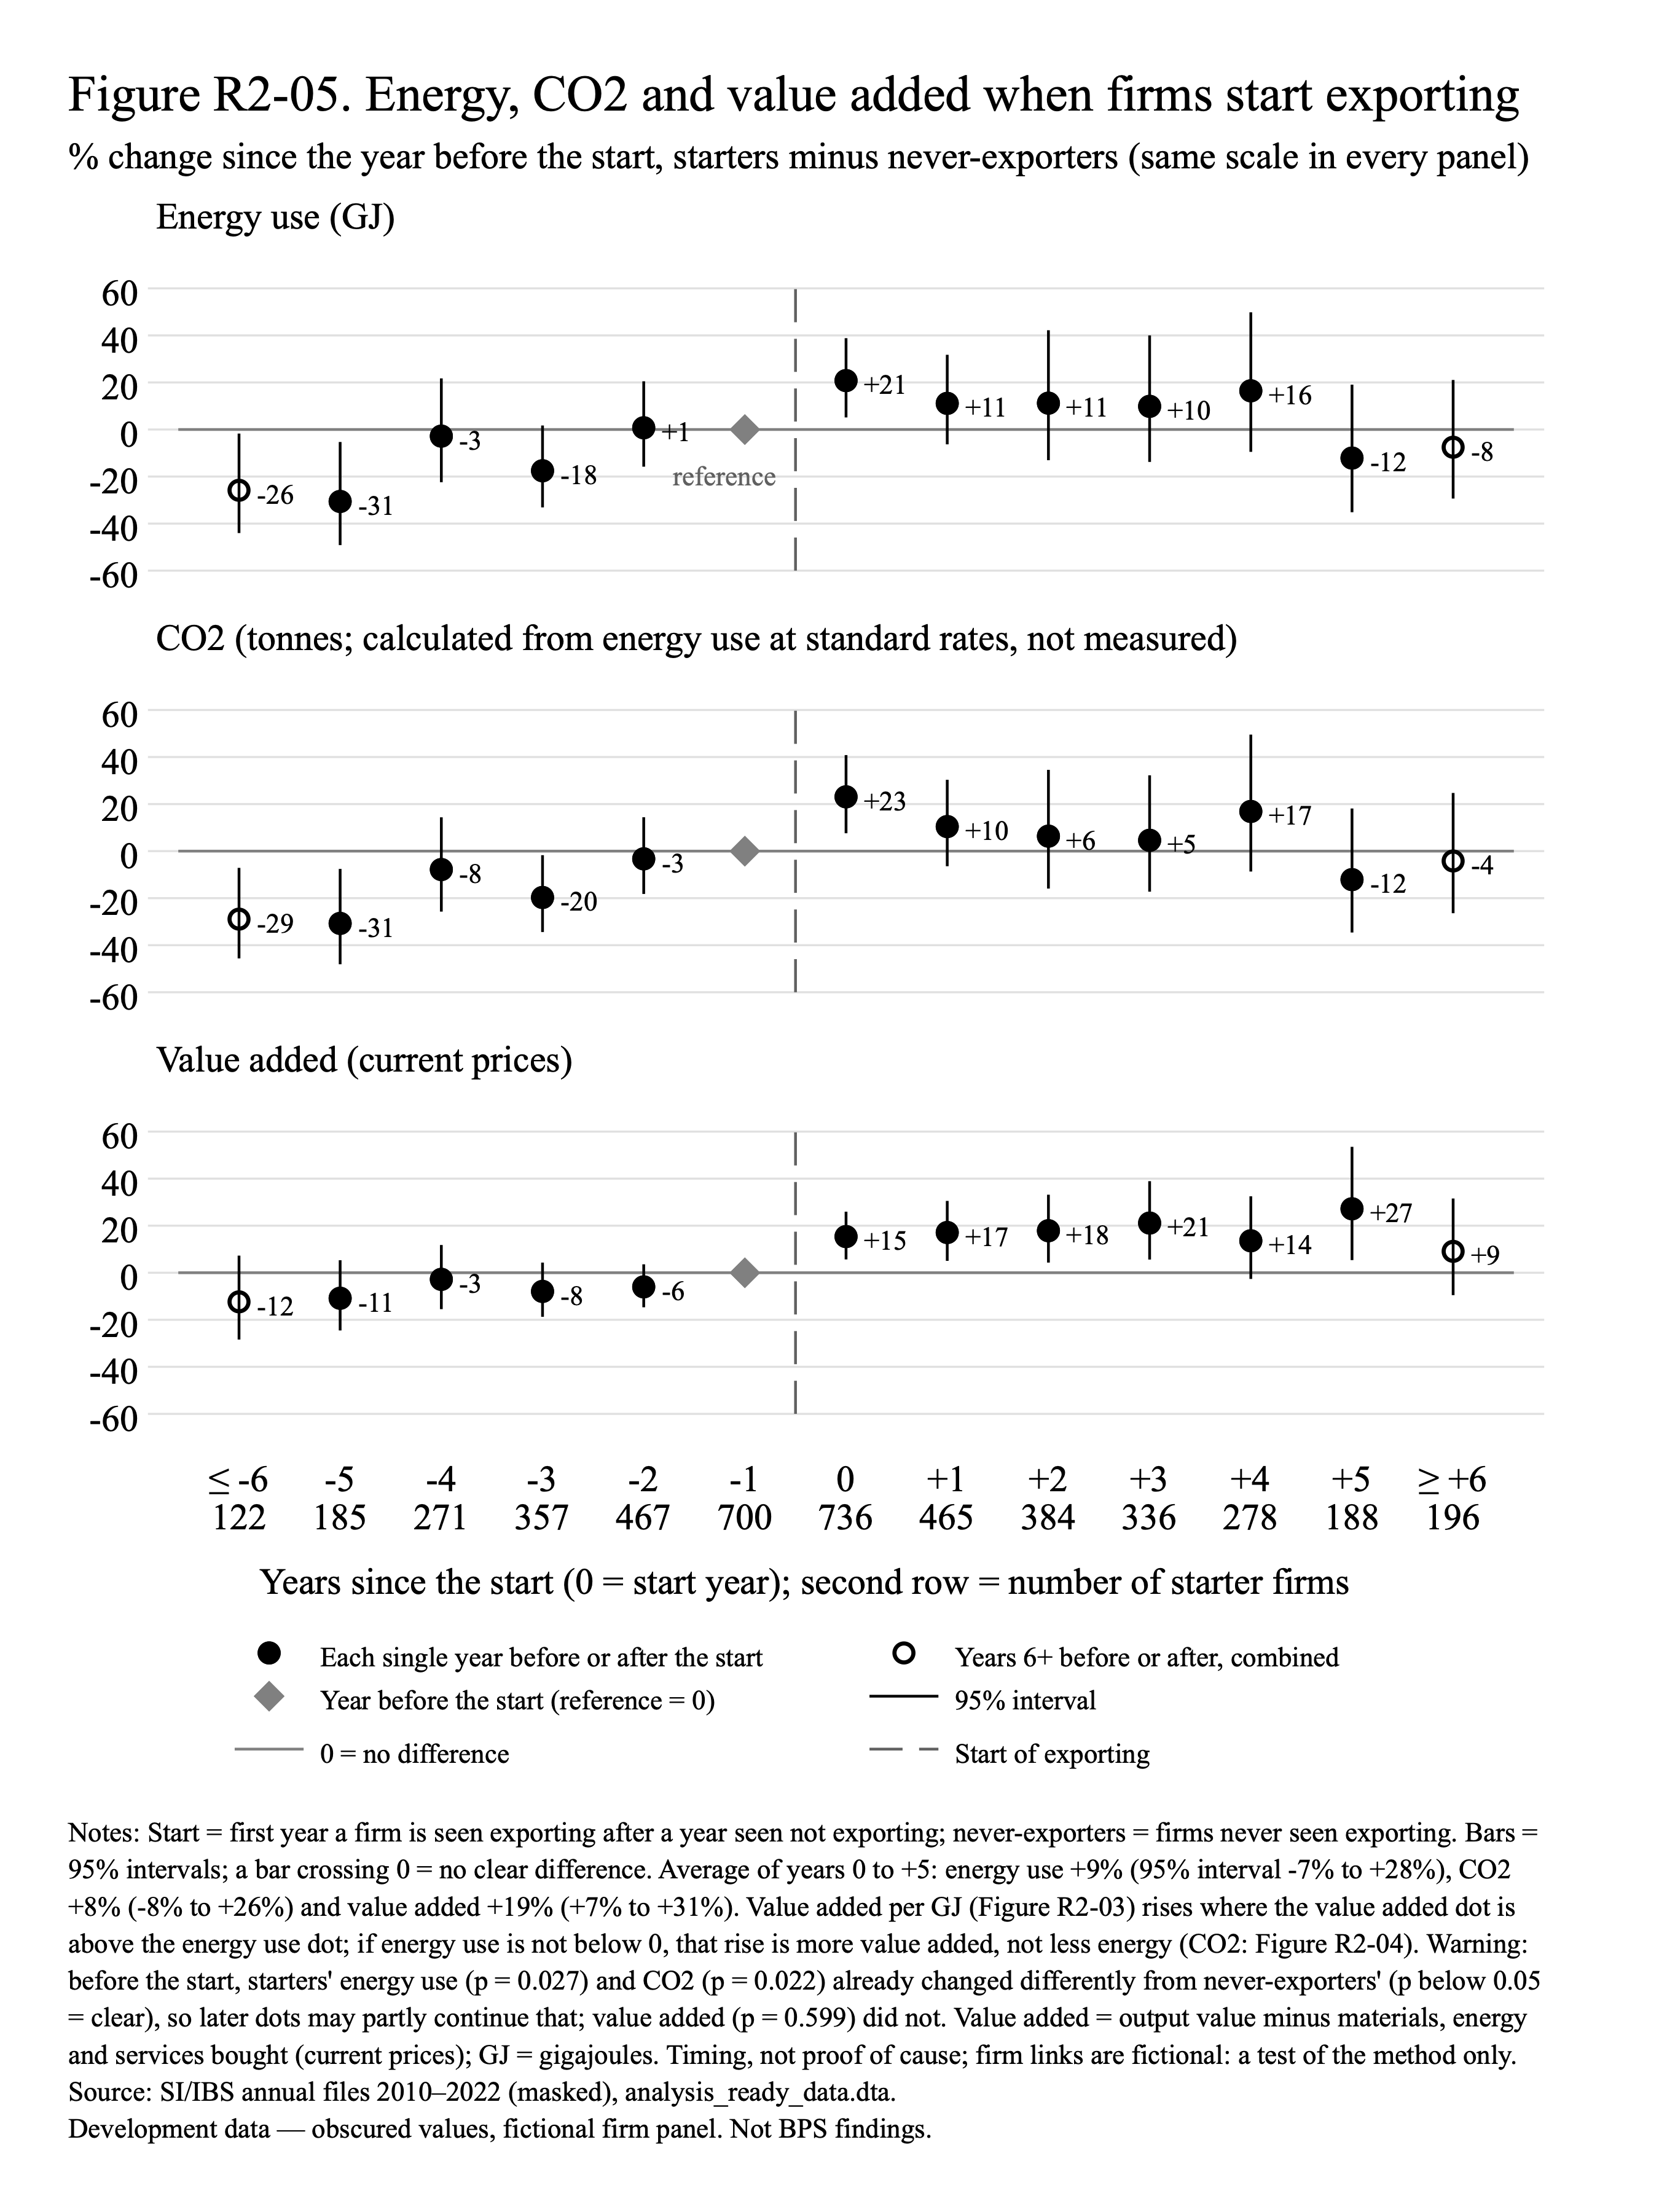 Figure R2-05. Energy, CO2 and value added when firms start exporting
% change since the year before the start, starters minus never-exporters (same scale in every panel)
Energy use (GJ)
60
40
20
0
-20
-40
-60
-26
-31
-3
-18
+1
reference
+21
+11
+11
+10
+16
-12
-8
CO2 (tonnes; calculated from energy use at standard rates, not measured)
60
40
20
0
-20
-40
-60
-29
-31
-8
-20
-3
+23
+10
+6
+5
+17
-12
-4
Value added (current prices)
60
40
20
0
-20
-40
-60
-12
-11
-3
-8
-6
+15
+17
+18
+21
+14
+27
+9
≤ -6 -5 -4 -3 -2 -1 0 +1 +2 +3 +4 +5 ≥ +6
122 185 271 357 467 700 736 465 384 336 278 188 196
Years since the start (0 = start year); second row = number of starter firms
Each single year before or after the start
Years 6+ before or after, combined
Year before the start (reference = 0)
95% interval
0 = no difference
Start of exporting
Notes: Start = first year a firm is seen exporting after a year seen not exporting; never-exporters = firms never seen exporting. Bars =
95% intervals; a bar crossing 0 = no clear difference. Average of years 0 to +5: energy use +9% (95% interval -7% to +28%), CO2
+8% (-8% to +26%) and value added +19% (+7% to +31%). Value added per GJ (Figure R2-03) rises where the value added dot is
above the energy use dot; if energy use is not below 0, that rise is more value added, not less energy (CO2: Figure R2-04). Warning:
before the start, starters' energy use (p = 0.027) and CO2 (p = 0.022) already changed differently from never-exporters' (p below 0.05
= clear), so later dots may partly continue that; value added (p = 0.599) did not. Value added = output value minus materials, energy
and services bought (current prices); GJ = gigajoules. Timing, not proof of cause; firm links are fictional: a test of the method only.
Source: SI/IBS annual files 2010–2022 (masked), analysis_ready_data.dta.
Development data — obscured values, fictional firm panel. Not BPS findings.